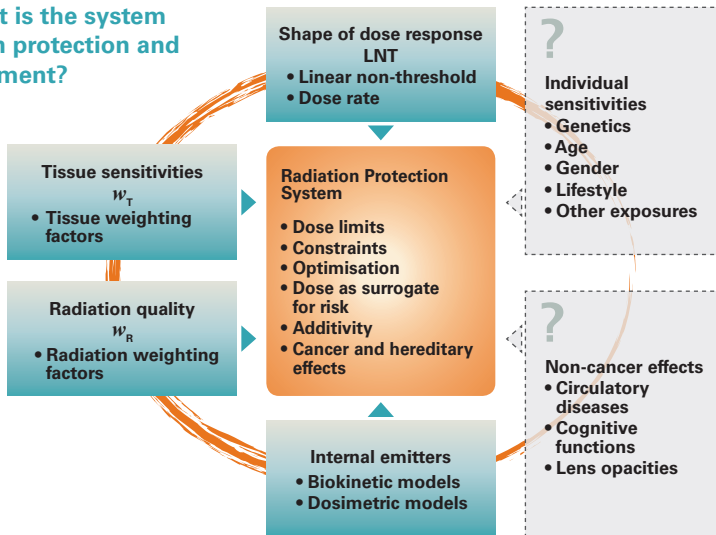 t is the system
n protection and
ment?
Shape of dose response
LNT
• Linear non-threshold
• Dose rate
Tissue sensitivities
wT
• Tissue weighting
factors
Radiation quality
wR
• Radiation weighting
factors
Radiation Protection
System
• Dose limits
• Constraints
• Optimisation
• Dose as surrogate
for risk
• Additivity
• Cancer and hereditary
effects
Internal emitters
• Biokinetic models
• Dosimetric models
?
Individual
sensitivities
• Genetics
• Age
• Gender
• Lifestyle
• Other exposures
?
Non-cancer effects
• Circulatory
diseases
• Cognitive
functions
• Lens opacities